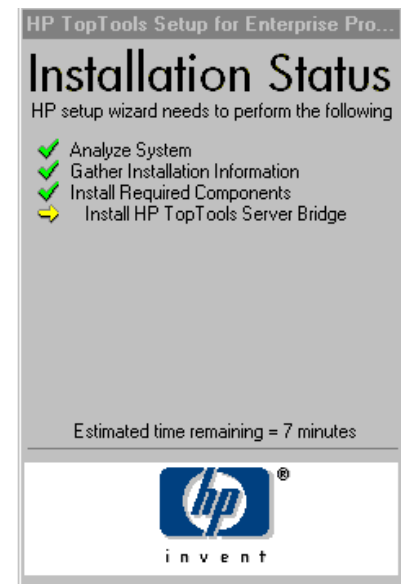 HP TopTools Setup for Enterprise Pro...
Installation Status
HP setup wizard needs to perform the following
Analyze System
Gather Installation Information
Install Required Components
Install HP TopTools Server Bridge
Estimated time remaining = 7 minutes
hp
®
invent